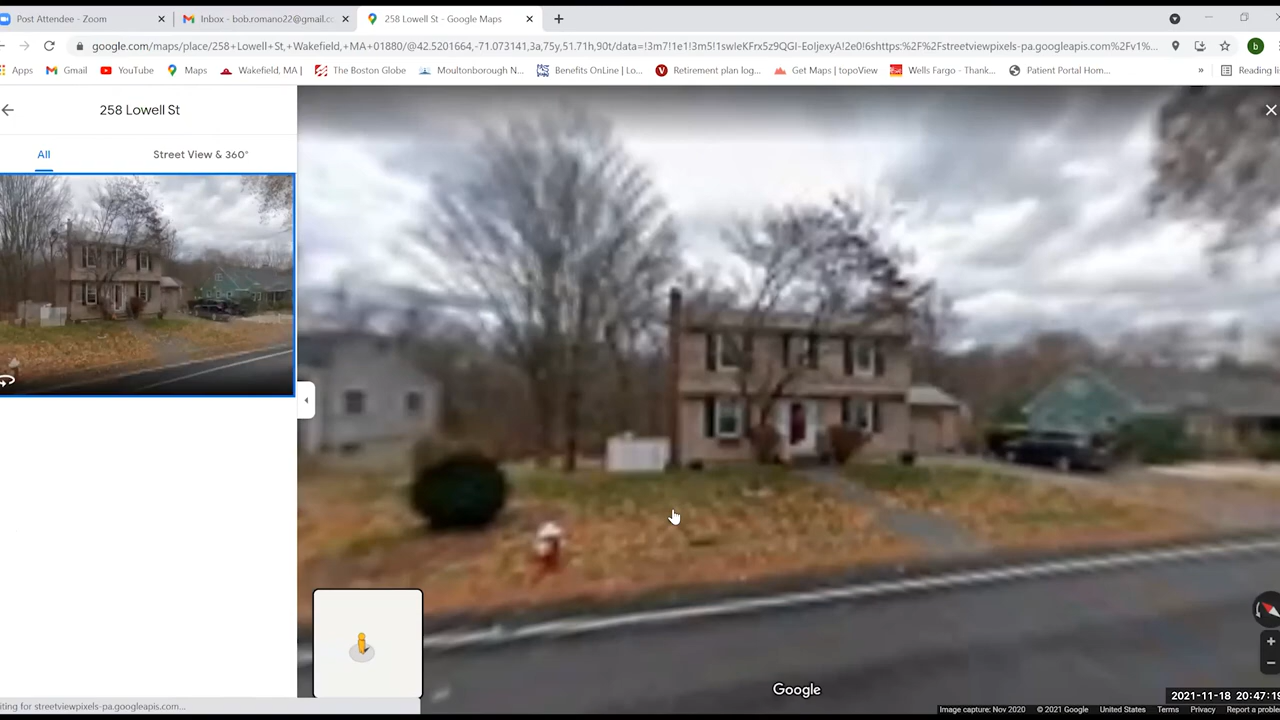 Post Attendee - Zoom
Inbox - bob.romano22@gmail.co
258 Lowell St - Google Maps
google.com/maps/place/258+Lowell+St,+Wakefield,+MA+01880/@42.5201664,-71.073141,3a,75y,51.71h,90t/data=!3m7!1e1!3m5!1swIeKFrx5z9QGI-EoIjexyA!2e0!6shttps:%2F%2Fstreetviewpixels-pa.googleapis.com%2Fv1%...
b
Apps Gmail YouTube Maps Wakefield, MA | The Boston Globe Moultonborough N... Benefits OnLine | Lo... Retirement plan log... Get Maps | topoView Wells Fargo - Thank... Patient Portal Hom... » Reading li
258 Lowell St
All
Street View & 360°
Google
2021-11-18 20:47:19
iting for streetviewpixels-pa.googleapis.com...
Image capture: Nov 2020 © 2021 Google United States Terms Privacy Report a proble